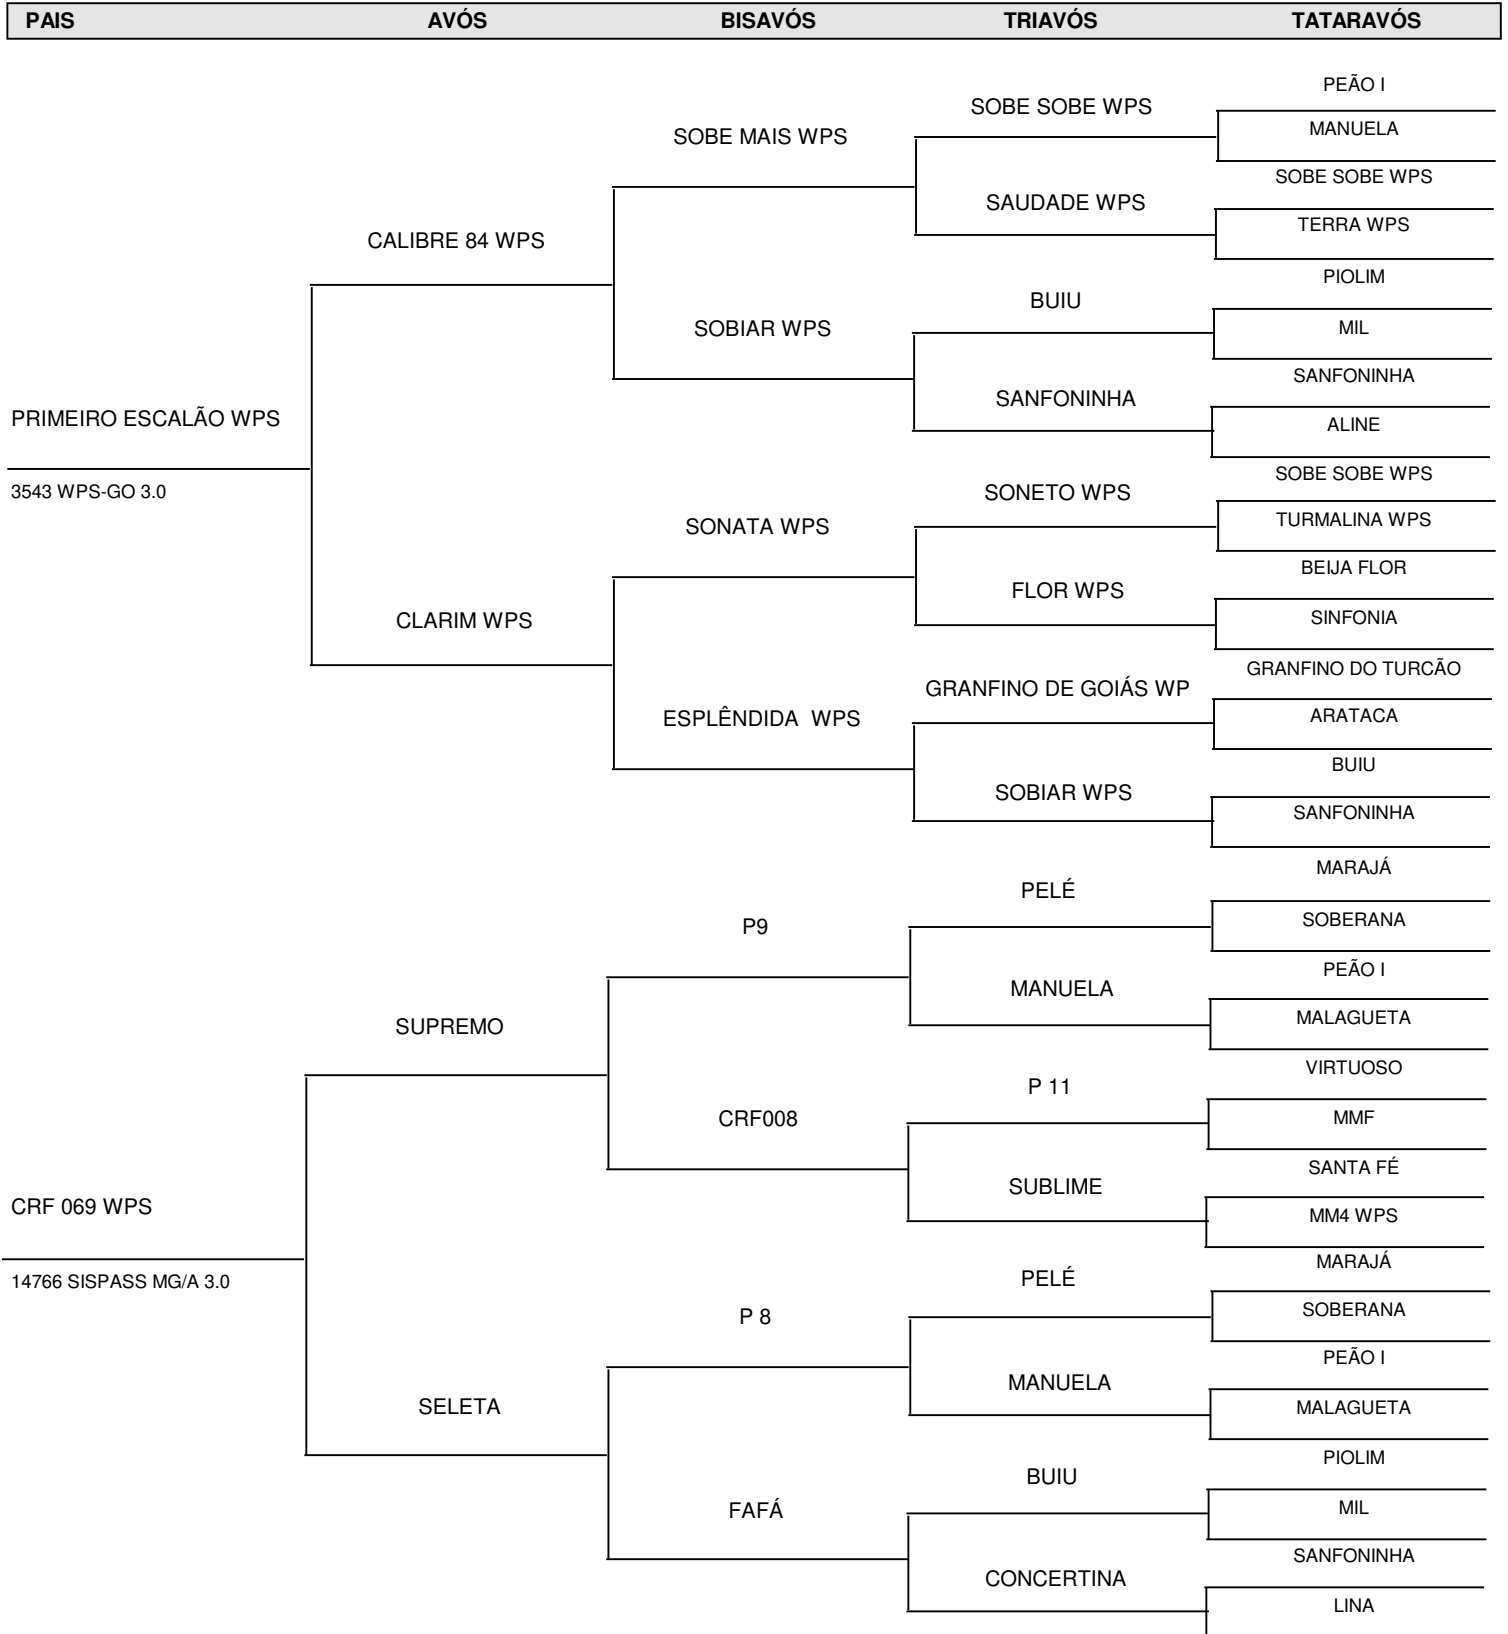 PAIS AVÓS BISAVÓS TRIAVÓS TATARAVÓS
PEÃO I
SOBE SOBE WPS
MANUELA
SOBE MAIS WPS
SOBE SOBE WPS
SAUDADE WPS
TERRA WPS
CALIBRE 84 WPS
PIOLIM
BUIU
SOBIAR WPS
MIL
SANFONINHA
SANFONINHA
PRIMEIRO ESCALÃO WPS
ALINE
SOBE SOBE WPS
3543 WPS-GO 3.0
SONETO WPS
SONATA WPS
TURMALINA WPS
BEIJA FLOR
FLOR WPS
CLARIM WPS
SINFONIA
GRANFINO DO TURCÃO
GRANFINO DE GOIÁS WP
ESPLÊNDIDA  WPS
ARATACA
BUIU
SOBIAR WPS
SANFONINHA
MARAJÁ
PELÉ
P9
SOBERANA
PEÃO I
MANUELA
SUPREMO
MALAGUETA
VIRTUOSO
P 11
CRF008
MMF
SANTA FÉ
SUBLIME
CRF 069 WPS
MM4 WPS
MARAJÁ
14766 SISPASS MG/A 3.0
PELÉ
P 8
SOBERANA
PEÃO I
MANUELA
SELETA
MALAGUETA
PIOLIM
BUIU
FAFÁ
MIL
SANFONINHA
CONCERTINA
LINA